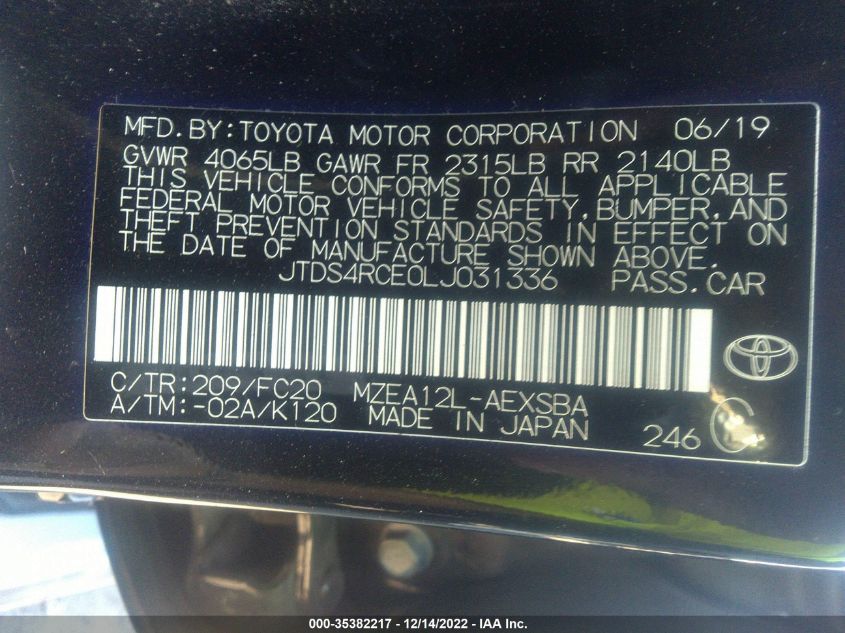 MFD.BY:TOYOTA MOTOR CORPORATION 06/19
GVWR 4065LB GAWR FR 2315LB RR 2140LB
THIS VEHICLE CONFORMS TO ALL APPLICABLE
FEDERAL MOTOR VEHICLE SAFETY,BUMPER,AND
THEFT PREVENTION STANDARDS IN EFFECT ON
THE DATE OF MANUFACTURE SHOWN ABOVE.
JTDS4RCE0LJ031336 PASS.CAR
C/TR:209/FC20 MZEA12L-AEXSBA
A/TM:-02A/K120 MADE IN JAPAN 246 C
000-35382217 - 12/14/2022 - IAA Inc.